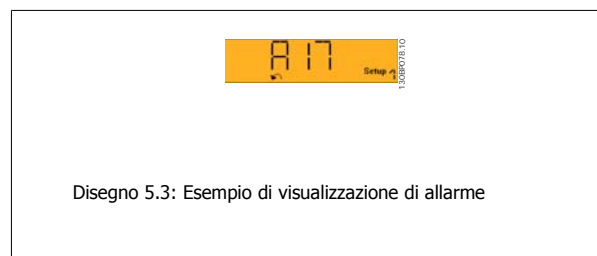 A17
Setup 1
130BP078.10
Disegno 5.3: Esempio di visualizzazione di allarme